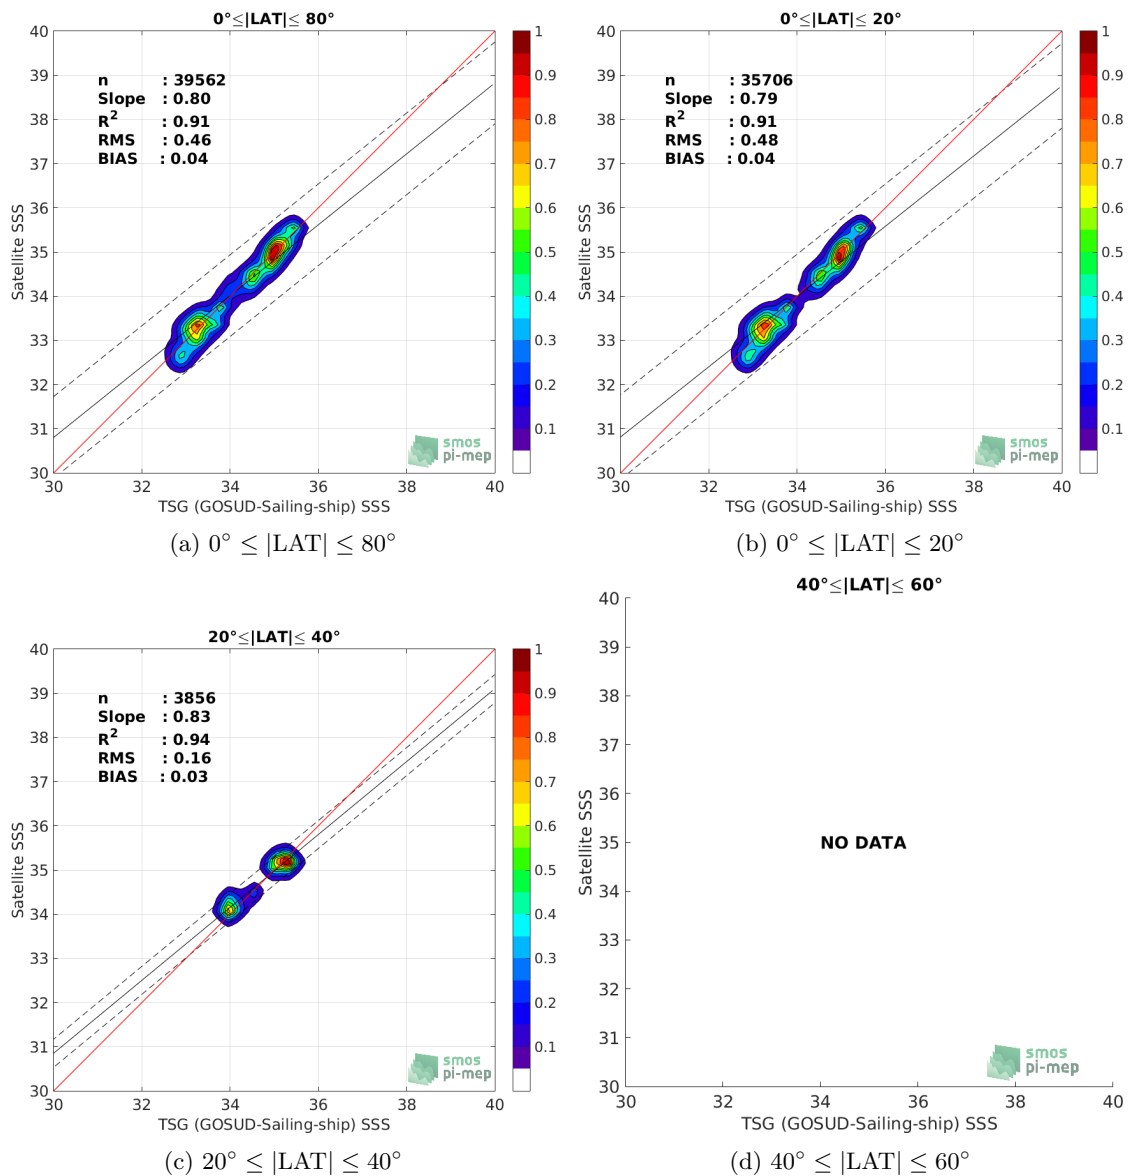 0°≤|LAT|≤ 80°
40
39
38
37
36
35
34
33
32
31
30
Satellite SSS
n : 39562
Slope : 0.80
R² : 0.91
RMS : 0.46
BIAS : 0.04
smos
pi-mep
30 32 34 36 38 40
TSG (GOSUD-Sailing-ship) SSS
1
0.9
0.8
0.7
0.6
0.5
0.4
0.3
0.2
0.1
(a) 0° ≤ |LAT| ≤ 80°
0°≤|LAT|≤ 20°
40
39
38
37
36
35
34
33
32
31
30
Satellite SSS
n : 35706
Slope : 0.79
R² : 0.91
RMS : 0.48
BIAS : 0.04
smos
pi-mep
30 32 34 36 38 40
TSG (GOSUD-Sailing-ship) SSS
1
0.9
0.8
0.7
0.6
0.5
0.4
0.3
0.2
0.1
(b) 0° ≤ |LAT| ≤ 20°
20°≤|LAT|≤ 40°
40
39
38
37
36
35
34
33
32
31
30
Satellite SSS
n : 3856
Slope : 0.83
R² : 0.94
RMS : 0.16
BIAS : 0.03
smos
pi-mep
30 32 34 36 38 40
TSG (GOSUD-Sailing-ship) SSS
1
0.9
0.8
0.7
0.6
0.5
0.4
0.3
0.2
0.1
(c) 20° ≤ |LAT| ≤ 40°
40°≤|LAT|≤ 60°
40
39
38
37
36
35
34
33
32
31
30
Satellite SSS
NO DATA
smos
pi-mep
30 32 34 36 38 40
TSG (GOSUD-Sailing-ship) SSS
(d) 40° ≤ |LAT| ≤ 60°